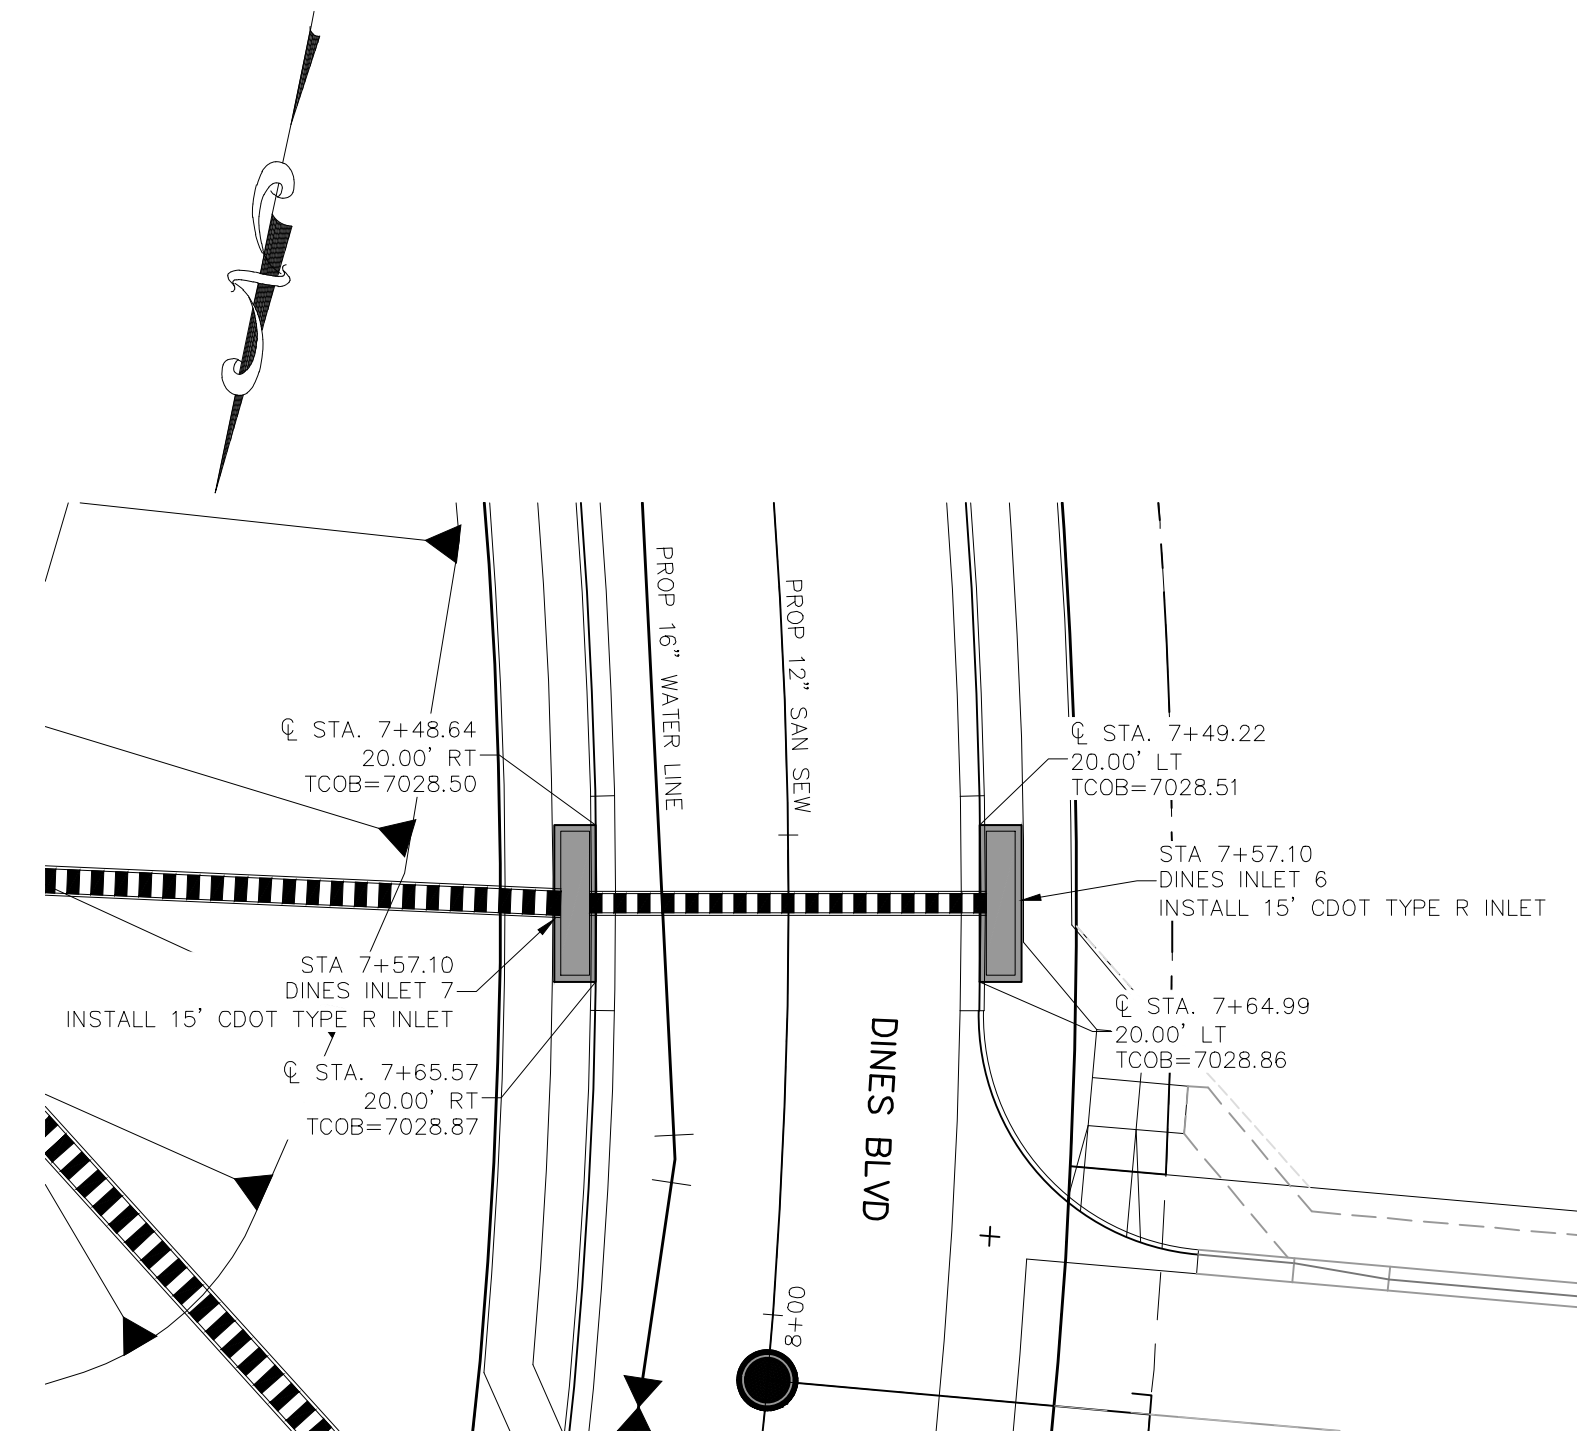 PROP 16" WATER LINE
PROP 12" SAN SEW
℄ STA. 7+48.64
20.00' RT
TCOB=7028.50
℄ STA. 7+49.22
20.00' LT
TCOB=7028.51
STA 7+57.10
DINES INLET 6
INSTALL 15' CDOT TYPE R INLET
STA 7+57.10
DINES INLET 7
INSTALL 15' CDOT TYPE R INLET
℄ STA. 7+64.99
20.00' LT
TCOB=7028.86
℄ STA. 7+65.57
20.00' RT
TCOB=7028.87
DINES BLVD
8+00